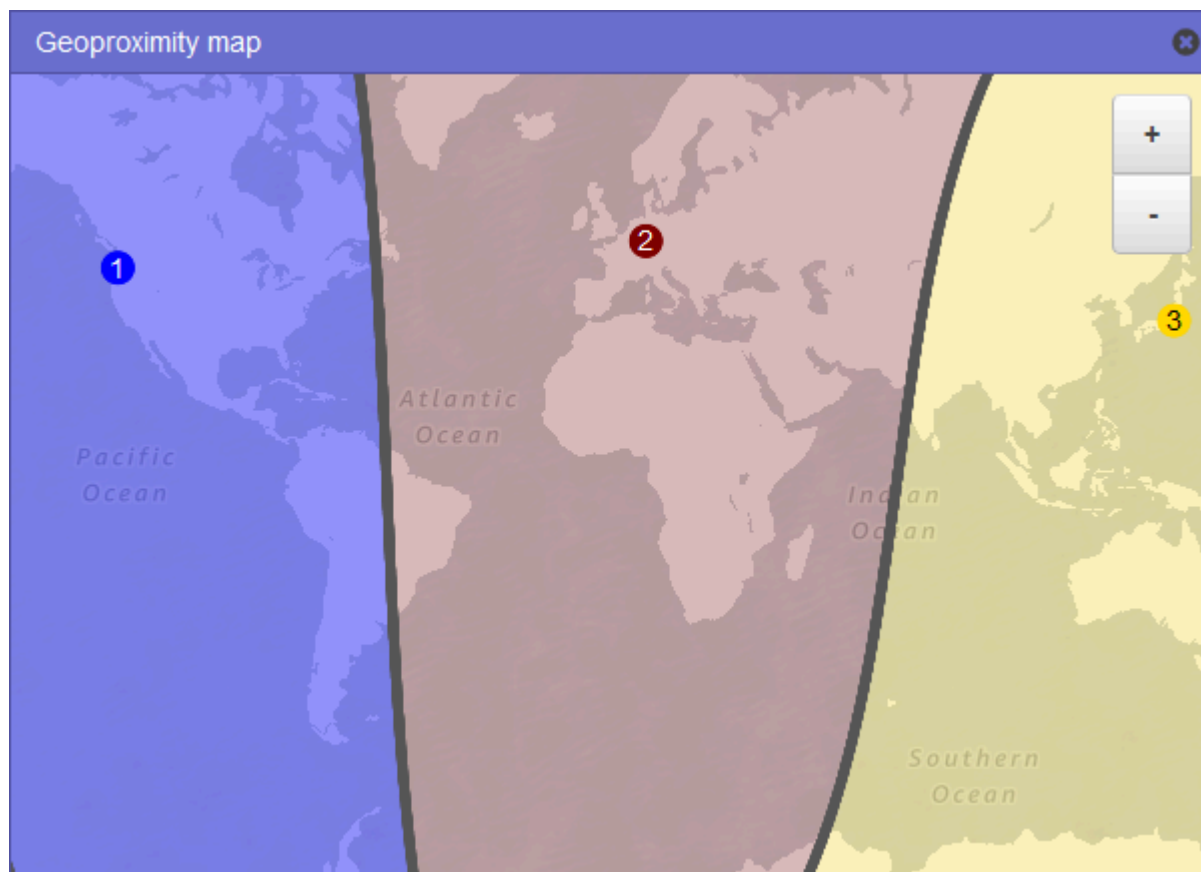 Geoproximity map
+
-
2
1
3
Atlantic
Ocean
Pacific
Ocean
Indian
Ocean
Southern
Ocean